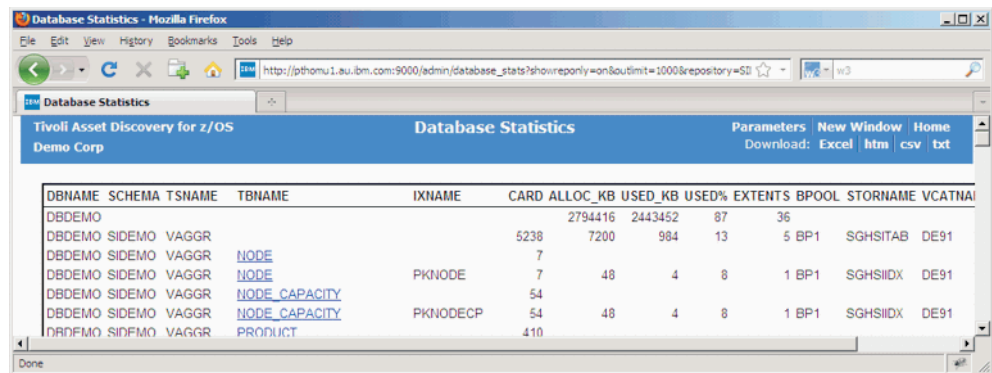 Database Statistics - Mozilla Firefox
File Edit View History Bookmarks Tools Help
IBM http://pthomu1.au.ibm.com:9000/admin/database_stats?showreponly=on&outlimit=1000&repository=SI w3
IBM Database Statistics
Tivoli Asset Discovery for z/OS Database Statistics Parameters New Window Home
Demo Corp Download: Excel htm csv txt
DBNAME SCHEMA TSNAME TBNAME IXNAME CARD ALLOC_KB USED_KB USED% EXTENTS BPOOL STORNAME VCATNA
DBDEMO 2794416 2443452 87 36
DBDEMO SIDEMO VAGGR 5238 7200 984 13 5 BP1 SGHSITAB DE91
DBDEMO SIDEMO VAGGR NODE 7
DBDEMO SIDEMO VAGGR NODE PKNODE 7 48 4 8 1 BP1 SGHSIIDX DE91
DBDEMO SIDEMO VAGGR NODE_CAPACITY 54
DBDEMO SIDEMO VAGGR NODE_CAPACITY PKNODECP 54 48 4 8 1 BP1 SGHSIIDX DE91
DBDEMO SIDEMO VAGGR PRODUCT 410
Done